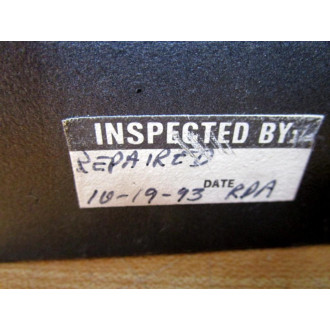 INSPECTED BY
REPAIRED
DATE
10-19-93 RDA